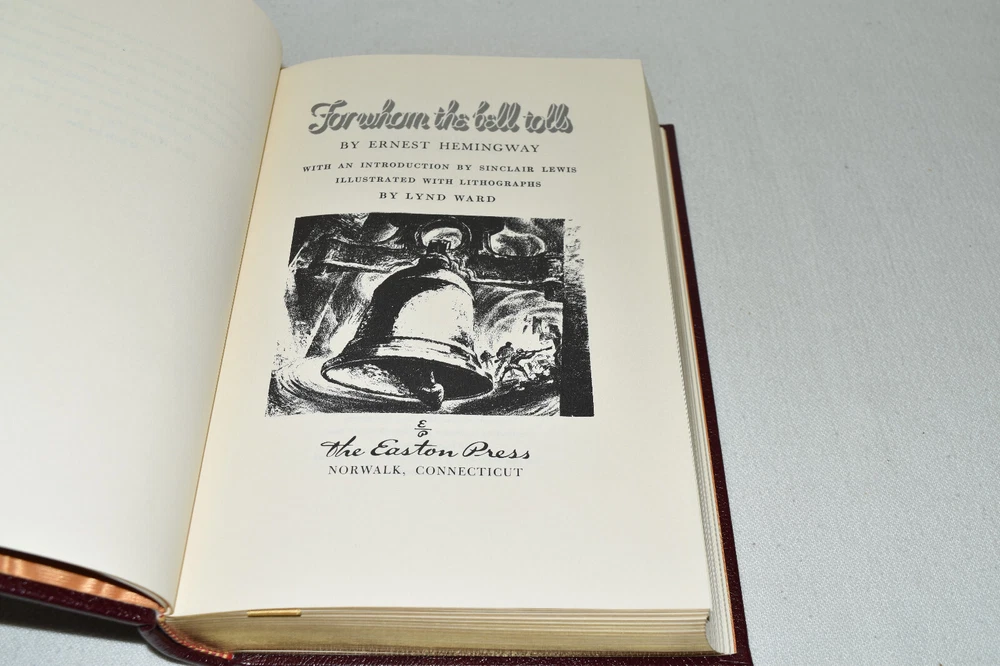 For whom the bell tolls
BY ERNEST HEMINGWAY
WITH AN INTRODUCTION BY SINCLAIR LEWIS
ILLUSTRATED WITH LITHOGRAPHS
BY LYND WARD
E
P
the Easton Press
NORWALK, CONNECTICUT